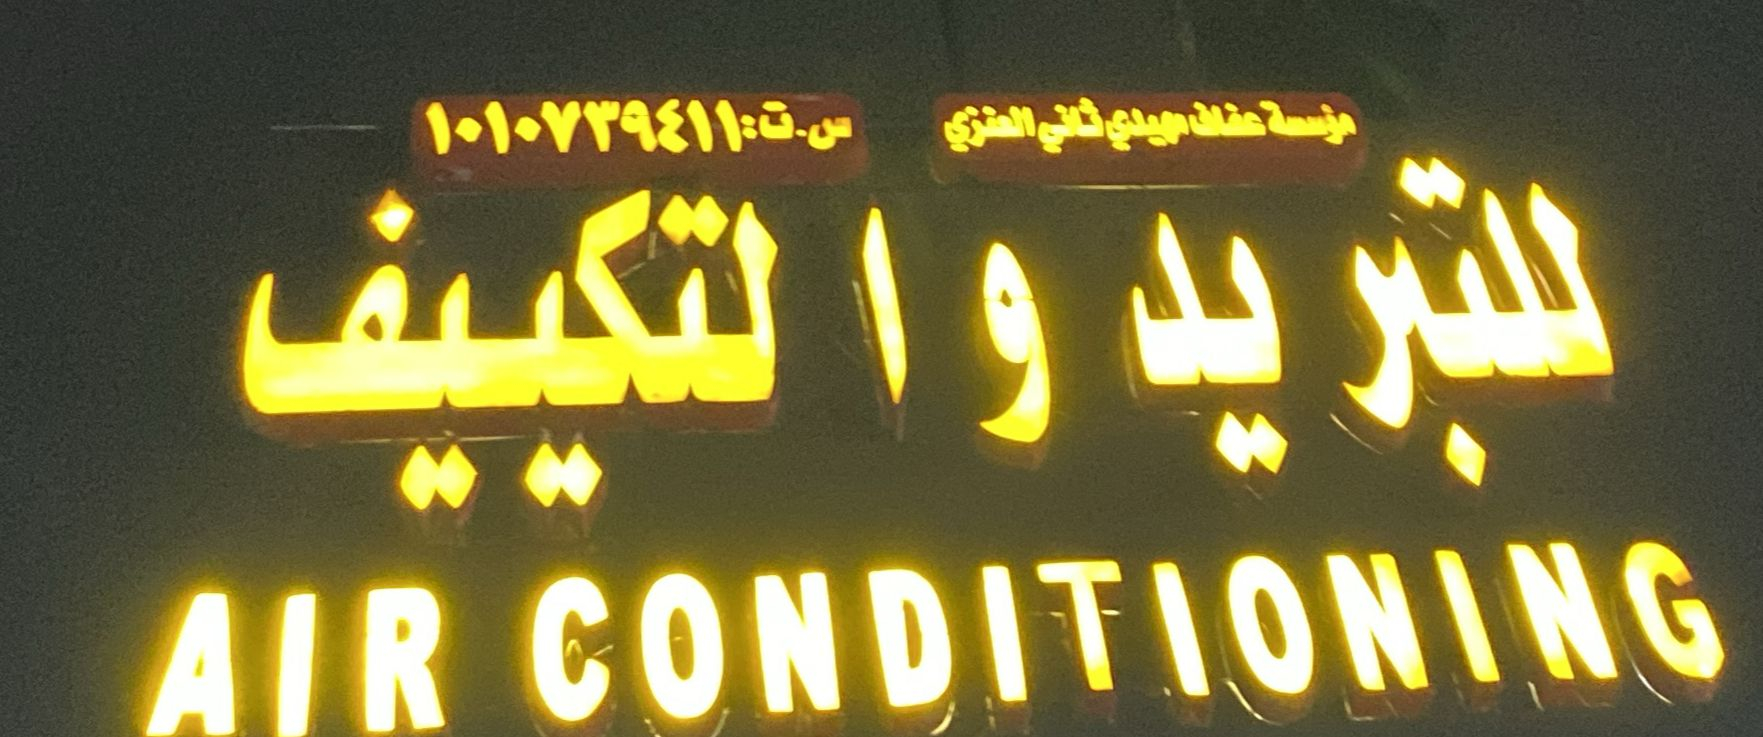 مؤسسة عفاف مهيدي ثاني العنزي
س.ت: ١٠١٠٧٣٩٤١١
للتبريد والتكييف
AIR CONDITIONING